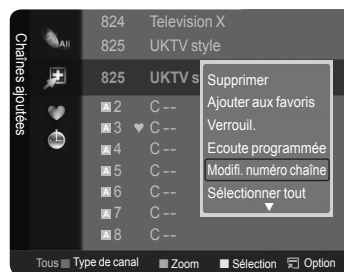 Chaînes ajoutées
All
824 Television X
825 UKTV style
825 UKTV s
A 2 C --
A 3 ♥ C --
A 4 C --
A 5 C --
A 6 C --
A 7 C --
A 8 C --
Supprimer
Ajouter aux favoris
Verrouil.
Ecoute programmée
Modifi. numéro chaîne
Sélectionner tout
▼
Tous Type de canal Zoom Sélection Option